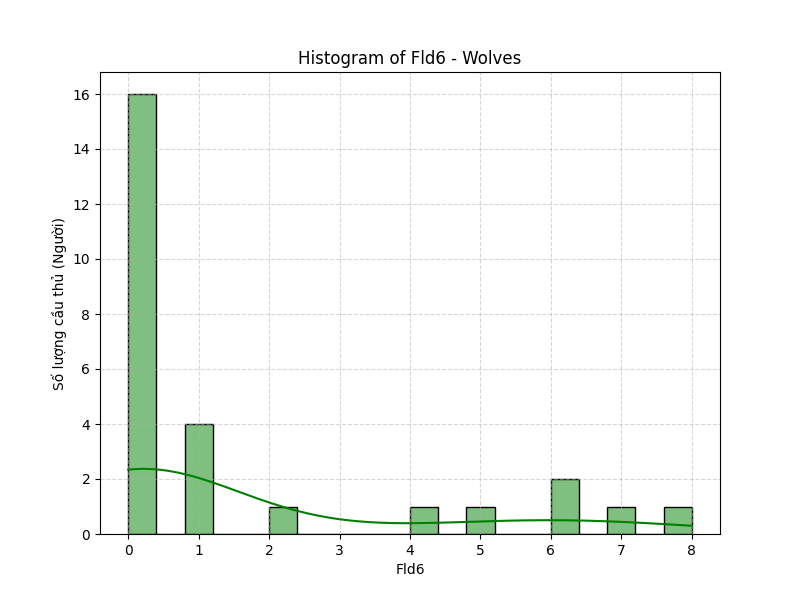 Histogram of Fld6 - Wolves
16
14
12
10
8
6
4
2
0
Số lượng cầu thủ (Người)
0 1 2 3 4 5 6 7 8
Fld6